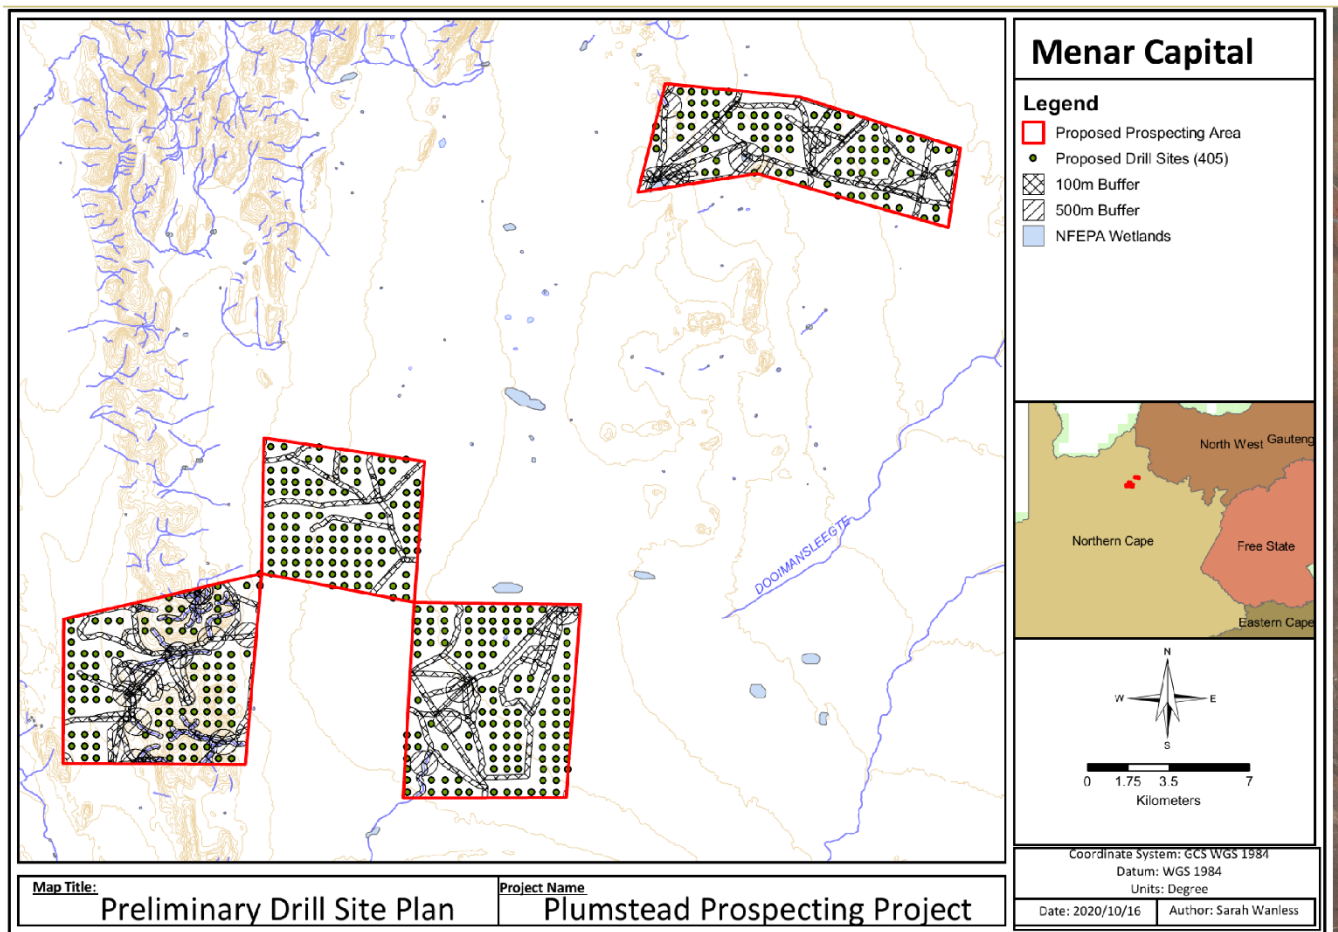 Menar Capital
Legend
Proposed Prospecting Area
Proposed Drill Sites (405)
100m Buffer
500m Buffer
NFEPA Wetlands
DOOIMANSLEEGTE
North West
Gauteng
Northern Cape
Free State
Eastern Cape
N
W
E
S
0 1.75 3.5 7
Kilometers
Coordinate System: GCS WGS 1984
Datum: WGS 1984
Units: Degree
Date: 2020/10/16
Author: Sarah Wanless
Map Title:
Preliminary Drill Site Plan
Project Name
Plumstead Prospecting Project